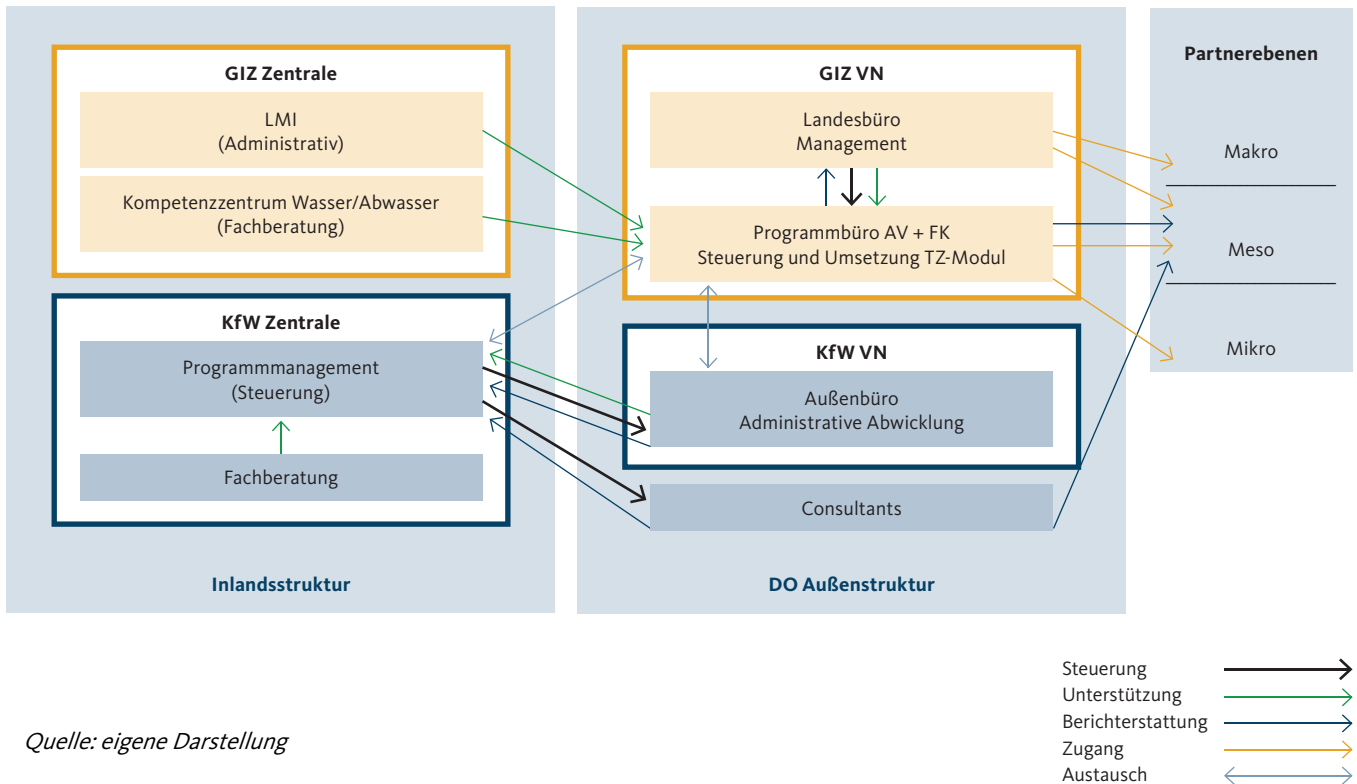 GIZ Zentrale
LMI
(Administrativ)
Kompetenzzentrum Wasser/Abwasser
(Fachberatung)
KfW Zentrale
Programmmanagement
(Steuerung)
Fachberatung
Inlandsstruktur
GIZ VN
Landesbüro
Management
Programmbüro AV + FK
Steuerung und Umsetzung TZ-Modul
KfW VN
Außenbüro
Administrative Abwicklung
Consultants
DO Außenstruktur
Partnerebenen
Makro
Meso
Mikro
Steuerung
Unterstützung
Berichterstattung
Zugang
Austausch
Quelle: eigene Darstellung